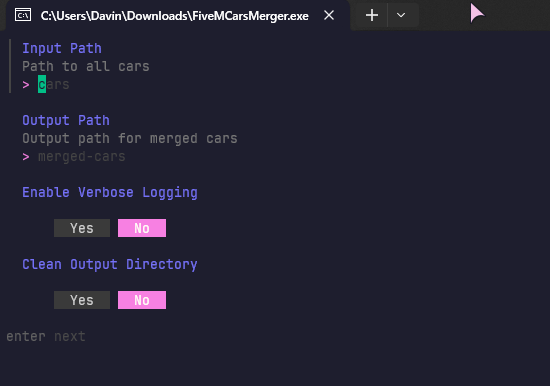 C:\Users\Davin\Downloads\FiveMCarsMerger.exe
Input Path
Path to all cars
> cars
Output Path
Output path for merged cars
> merged-cars
Enable Verbose Logging
Yes No
Clean Output Directory
Yes No
enter next